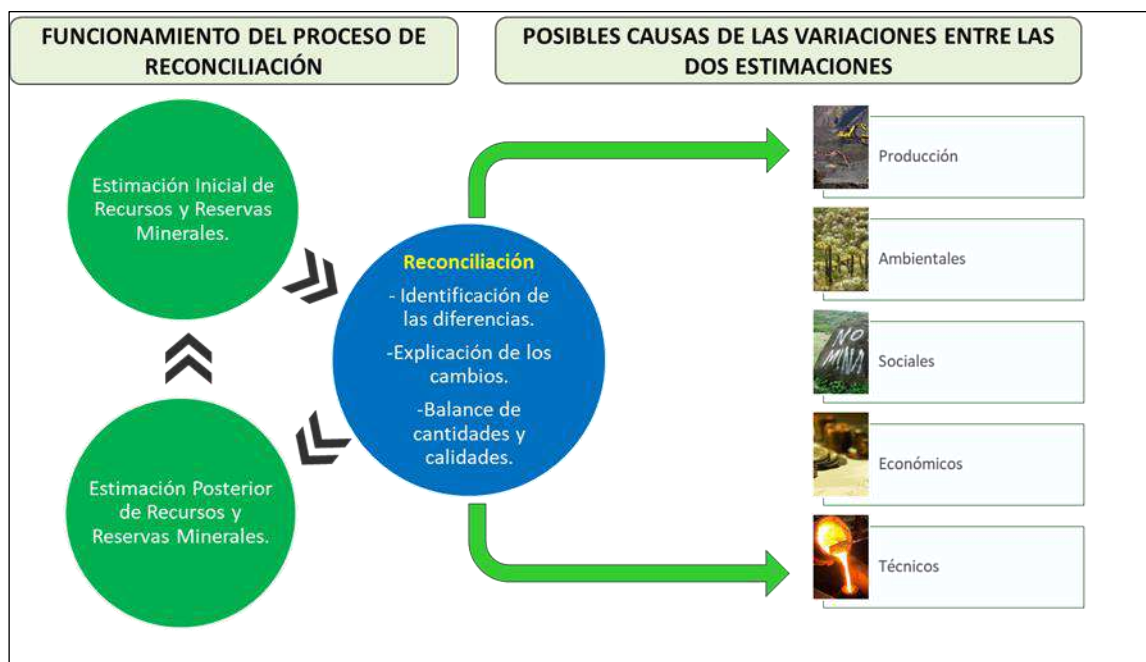 FUNCIONAMIENTO DEL PROCESO DE
RECONCILIACIÓN
POSIBLES CAUSAS DE LAS VARIACIONES ENTRE LAS
DOS ESTIMACIONES
Estimación Inicial de
Recursos y Reservas
Minerales.
Reconciliación
- Identificación de
las diferencias.
-Explicación de los
cambios.
-Balance de
cantidades y
calidades.
Estimación Posterior
de Recursos y
Reservas Minerales.
Producción
Ambientales
NO
MINA
Sociales
Económicos
Técnicos